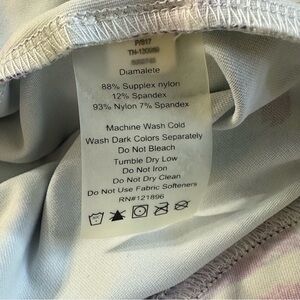 Diamalete
88% Supplex nylon
12% Spandex
93% Nylon 7% Spandex
Machine Wash Cold
Wash Dark Colors Separately
Do Not Bleach
Tumble Dry Low
Do Not Iron
Do Not Dry Clean
Do Not Use Fabric Softeners
RN#121896